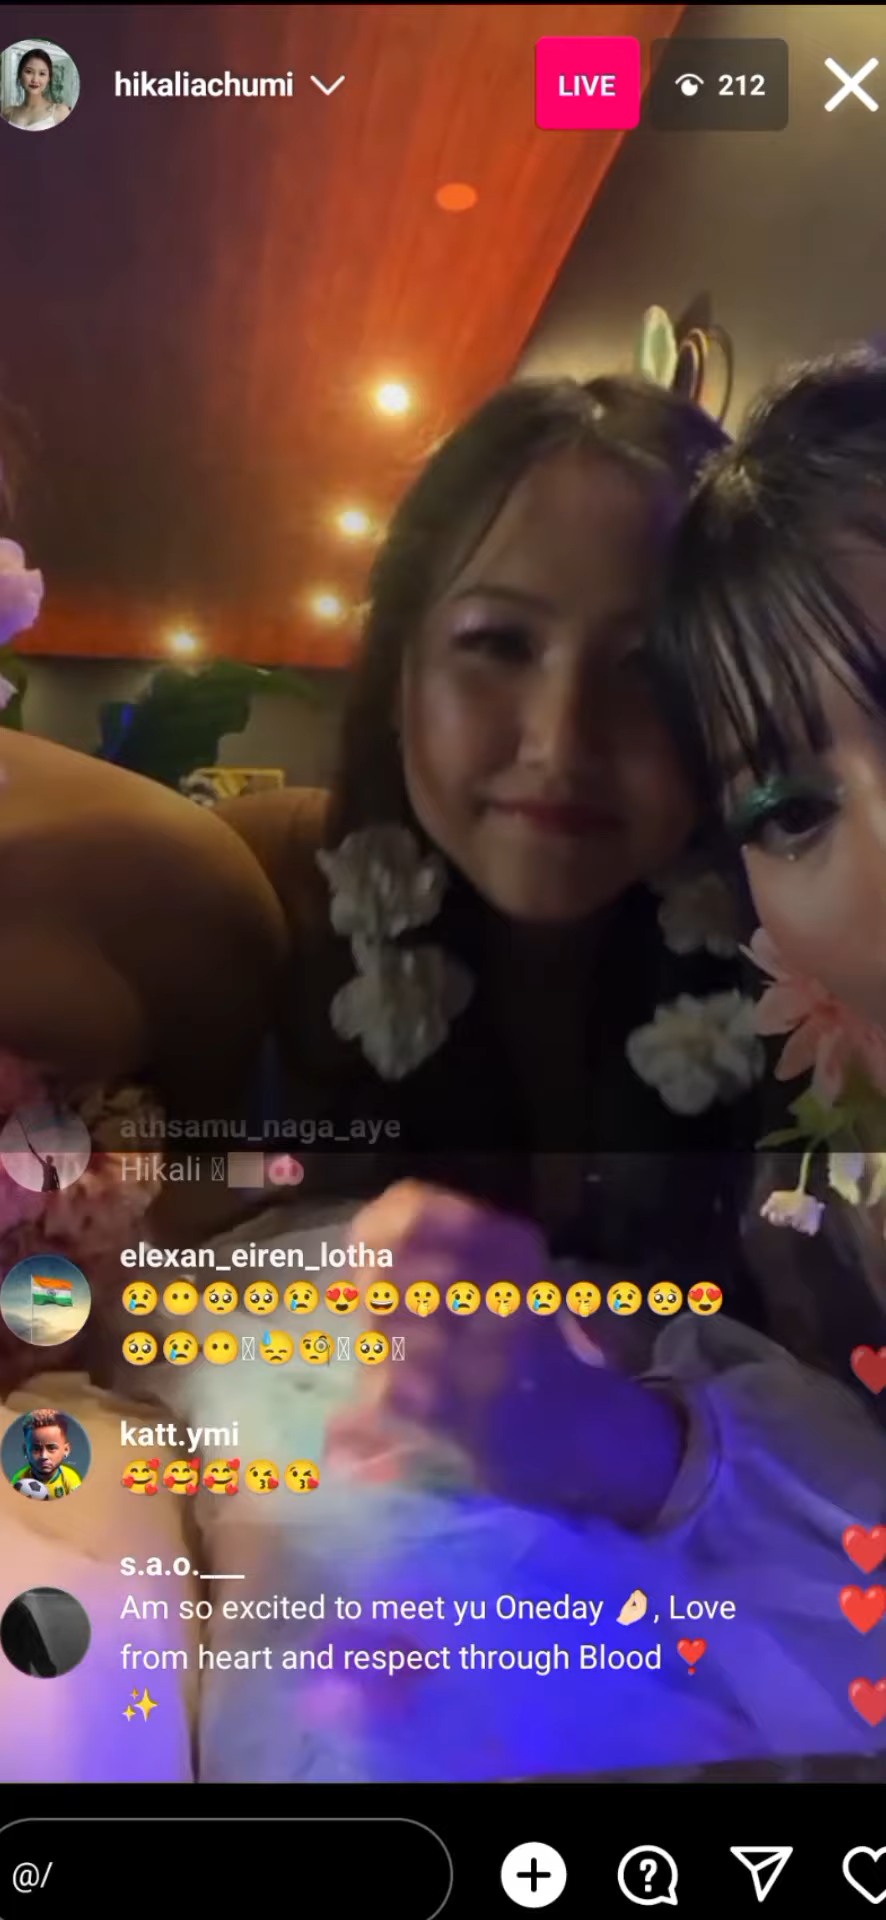 hikaliachumi
LIVE
212
athsamu_naga_aye
Hikali 🐽
elexan_eiren_lotha
😢😶🥺🥺😢😍😀🤫😢🤫😢🤫😢🥺😍
🥺😢😶😓🧐🥺
katt.ymi
🥰🥰🥰😘😘
s.a.o.___
Am so excited to meet yu Oneday 🤌🏻, Love
from heart and respect through Blood ❣️
✨
@/